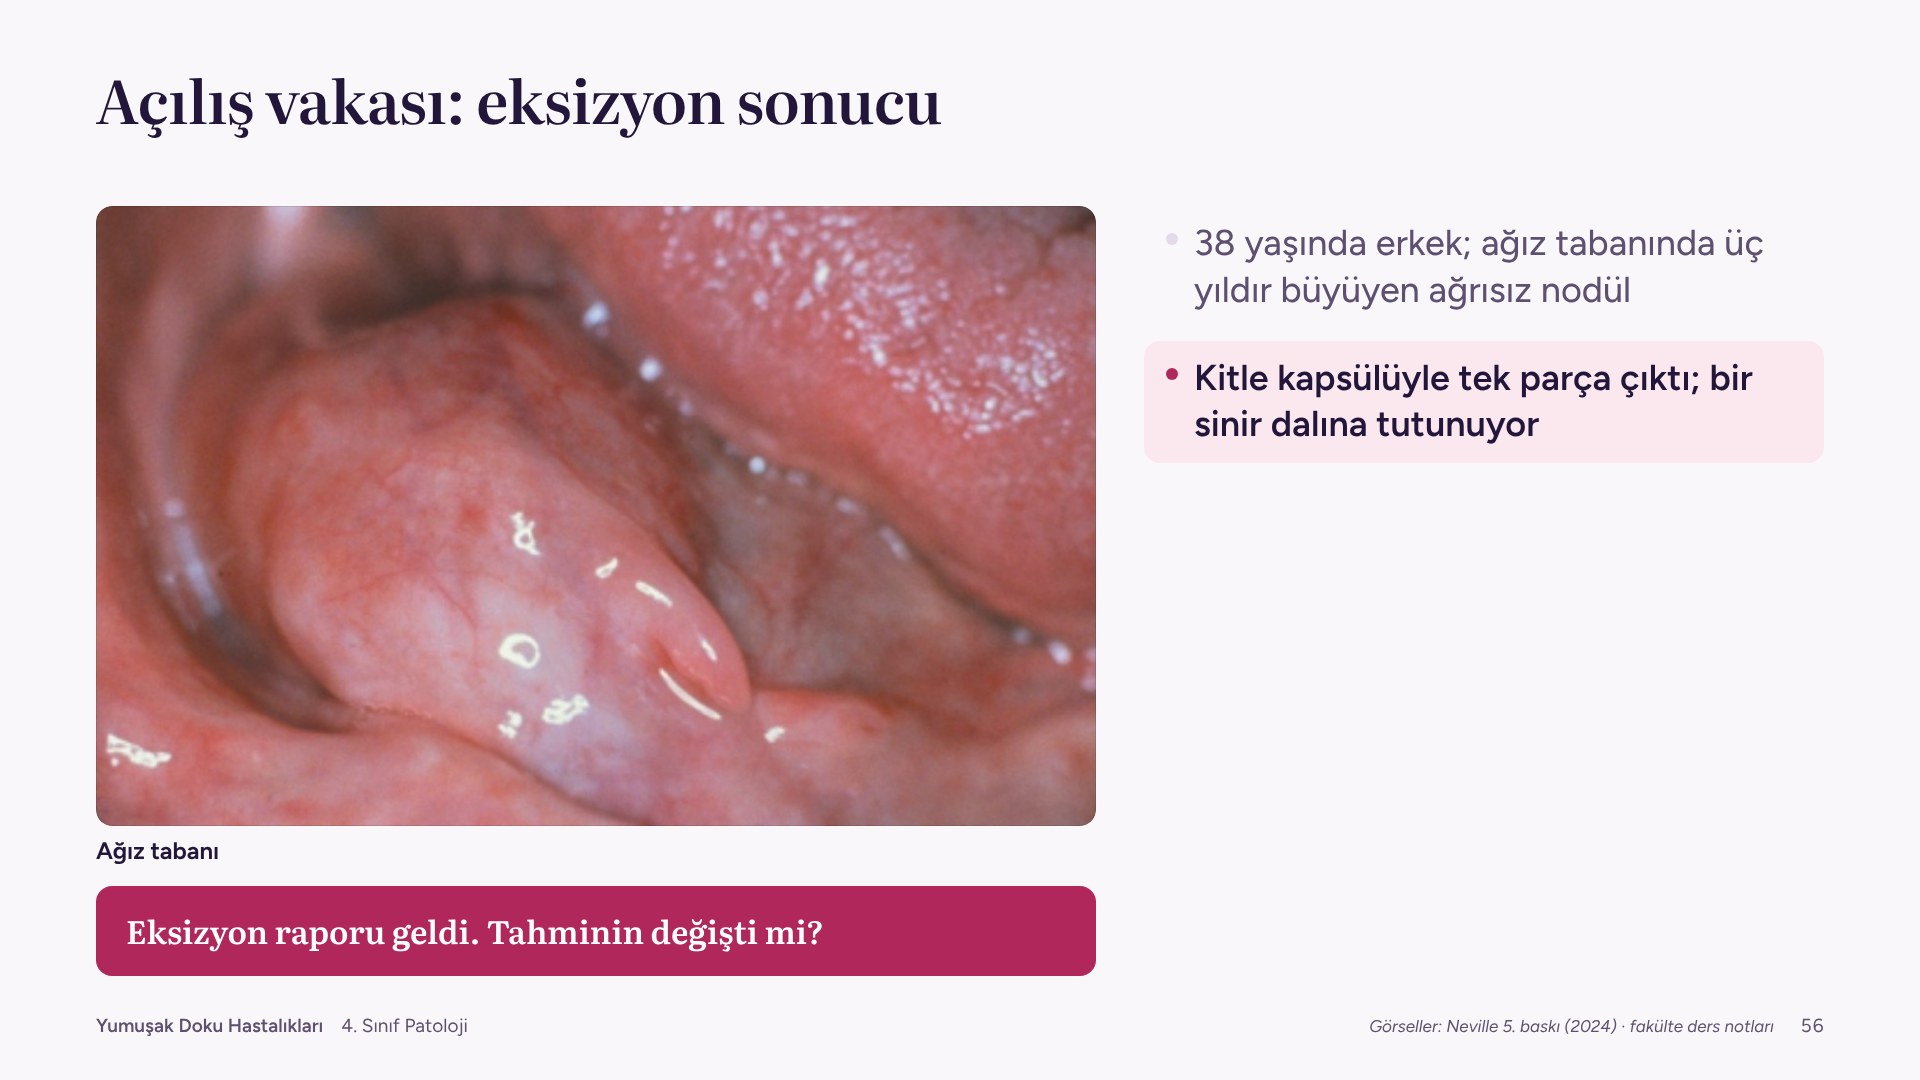 Açılış vakası: eksizyon sonucu
38 yaşında erkek; ağız tabanında üç
yıldır büyüyen ağrısız nodül
Kitle kapsülüyle tek parça çıktı; bir
sinir dalına tutunuyor
Ağız tabanı
Eksizyon raporu geldi. Tahminin değişti mi?
Yumuşak Doku Hastalıkları 4. Sınıf Patoloji
Görseller: Neville 5. baskı (2024) · fakülte ders notları 56